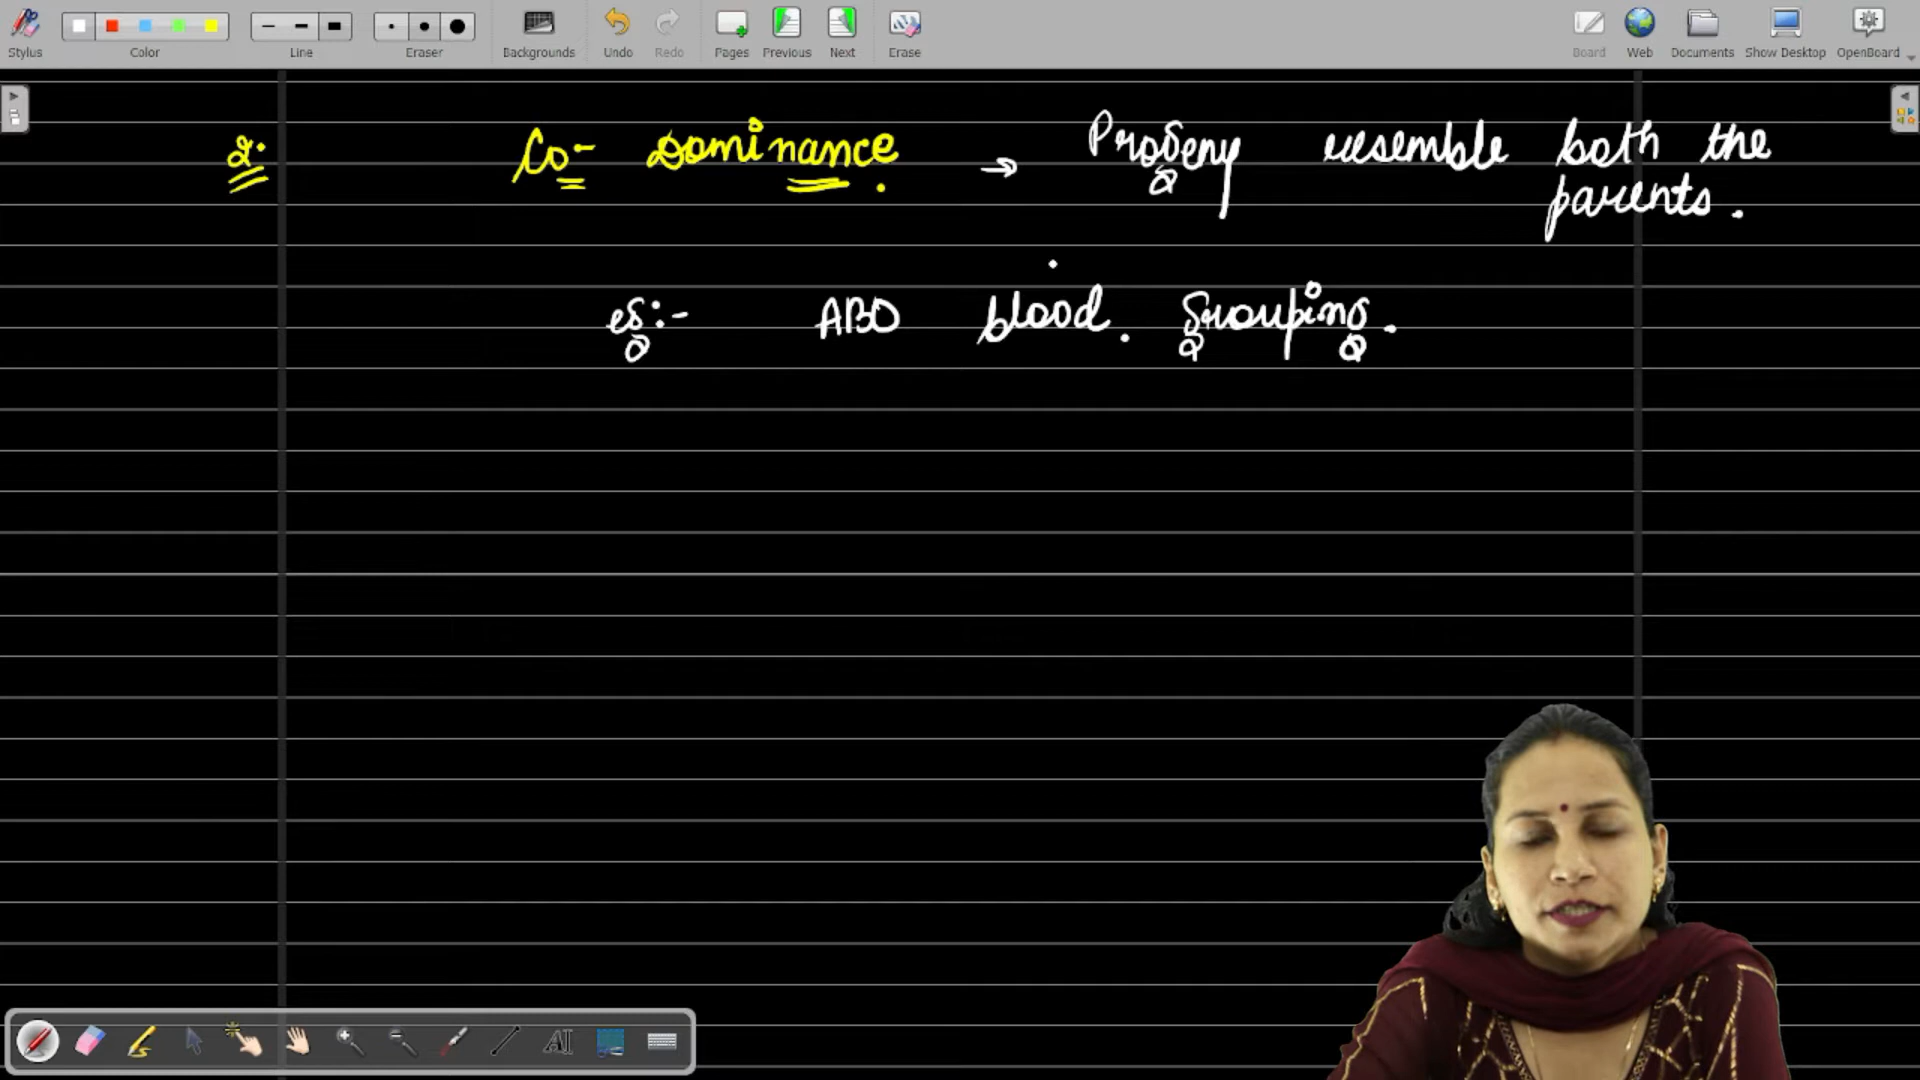 Stylus Color Line Eraser Backgrounds Undo Redo Pages Previous Next Erase Board Web Documents Show Desktop OpenBoard
2. Co- Dominance. → Progeny resemble both the
parents.
eg:- ABO blood. Grouping.